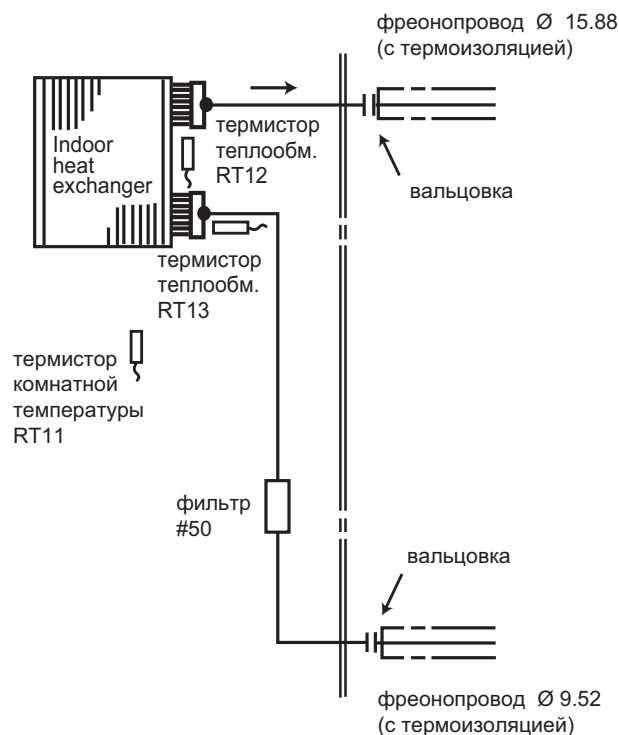 фреонопровод Ø 15.88
(с термоизоляцией)
Indoor
heat
exchanger
термистор
теплообм.
RT12
вальцовка
термистор
теплообм.
RT13
термистор
комнатной
температуры
RT11
фильтр
#50
вальцовка
фреонопровод Ø 9.52
(с термоизоляцией)